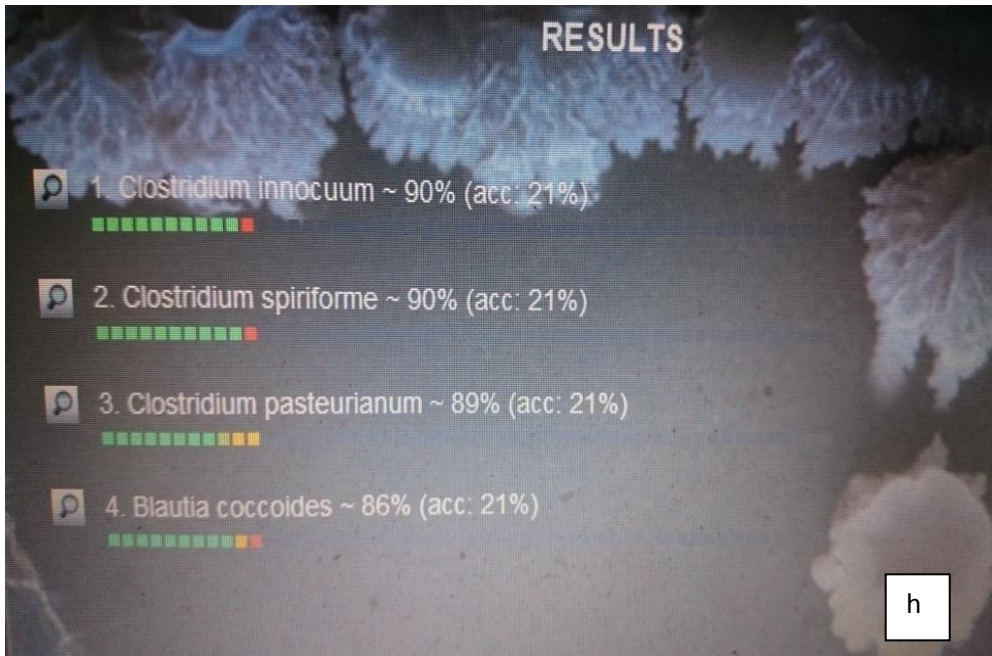 RESULTS
1. Clostridium innocuum ~ 90% (acc: 21%)
2. Clostridium spiriforme ~ 90% (acc: 21%)
3. Clostridium pasteurianum ~ 89% (acc: 21%)
4. Blautia coccoides ~ 86% (acc: 21%)
h